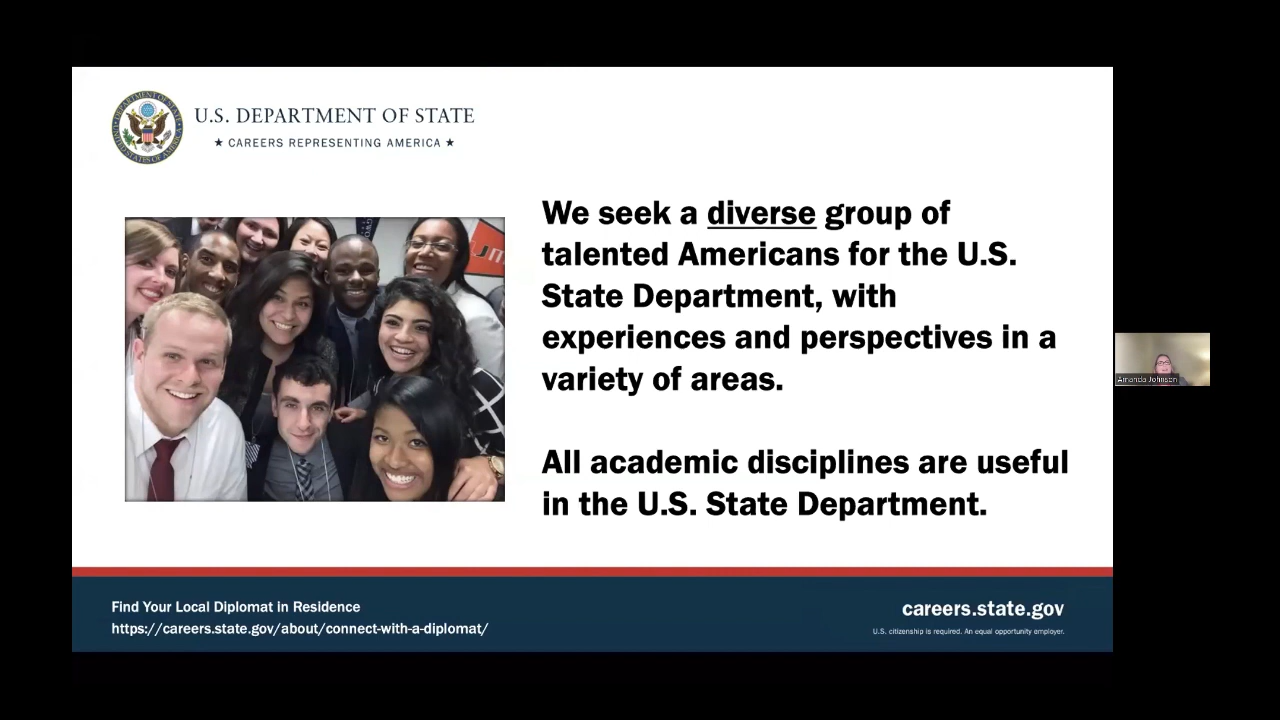 U.S. DEPARTMENT OF STATE
★ CAREERS REPRESENTING AMERICA ★
We seek a diverse group of
talented Americans for the U.S.
State Department, with
experiences and perspectives in a
variety of areas.
All academic disciplines are useful
in the U.S. State Department.
Find Your Local Diplomat in Residence
https://careers.state.gov/about/connect-with-a-diplomat/
careers.state.gov
U.S. citizenship is required. An equal opportunity employer.
Amanda Johnson